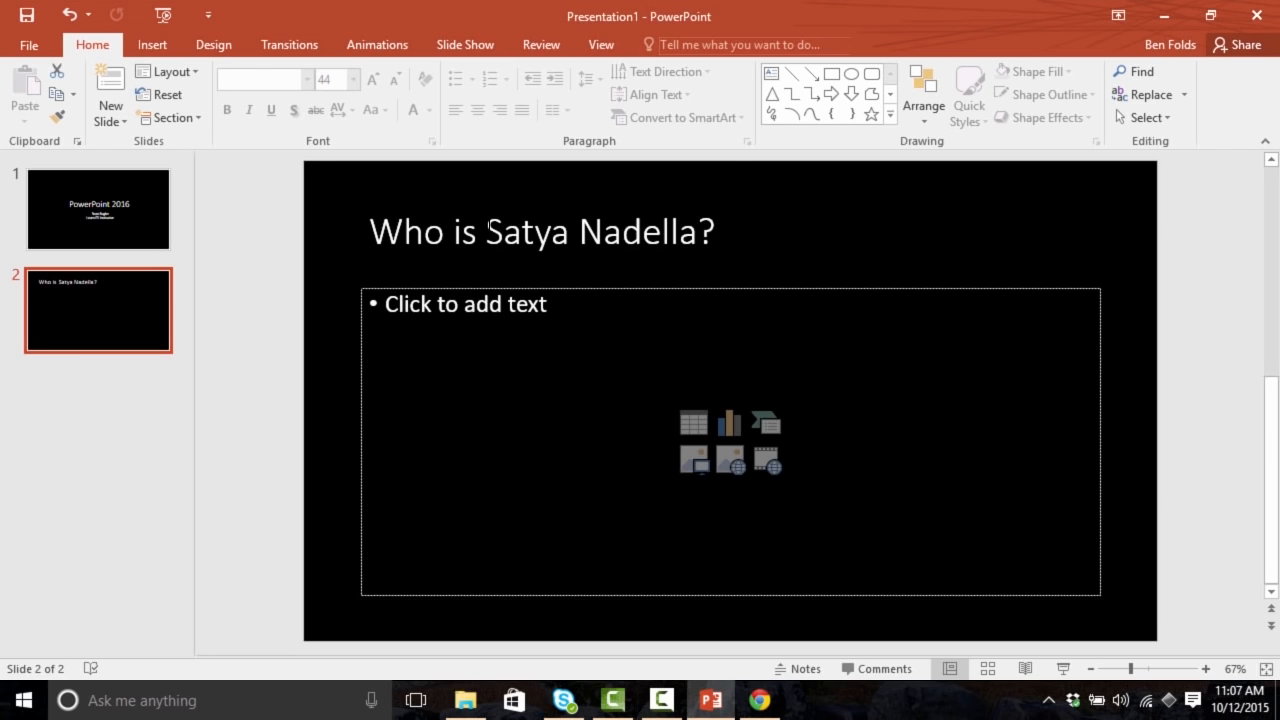 Presentation1 - PowerPoint
File Home Insert Design Transitions Animations Slide Show Review View Tell me what you want to do... Ben Folds Share
Paste
New Slide
Layout
Reset
Section
44
B I U S abc AV Aa A
Text Direction
Align Text
Convert to SmartArt
Arrange
Quick Styles
Shape Fill
Shape Outline
Shape Effects
Find
Replace
Select
Clipboard Slides Font Paragraph Drawing Editing
1
PowerPoint 2016
2
Who is Satya Nadella?
Who is Satya Nadella?
• Click to add text
Slide 2 of 2 Notes Comments 67%
Ask me anything
11:07 AM
10/12/2015